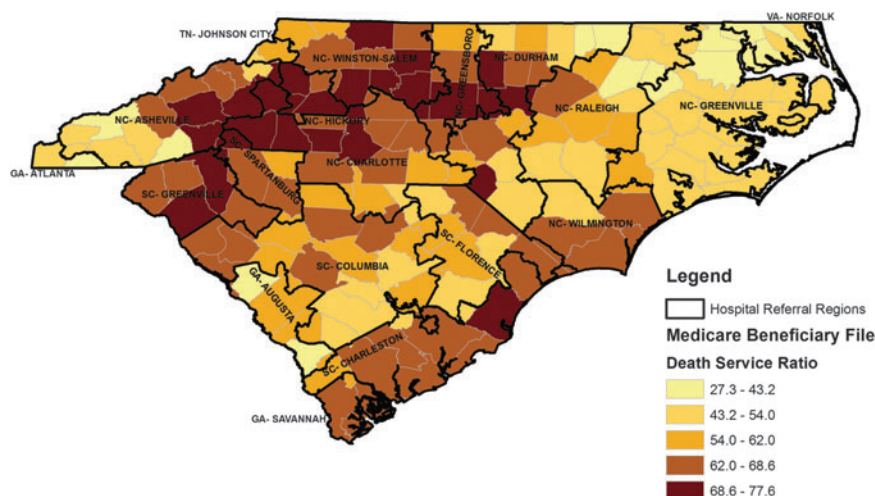 VA- NORFOLK
TN- JOHNSON CITY
NC- WINSTON-SALEM
NC- GREENSBORO
NC- DURHAM
NC- RALEIGH
NC- GREENVILLE
NC- ASHEVILLE
NC- HICKORY
NC- CHARLOTTE
GA- ATLANTA
SC- SPARTANBURG
SC- GREENVILLE
NC- WILMINGTON
SC- FLORENCE
SC- COLUMBIA
GA- AUGUSTA
SC- CHARLESTON
GA- SAVANNAH
Legend
Hospital Referral Regions
Medicare Beneficiary File
Death Service Ratio
27.3 - 43.2
43.2 - 54.0
54.0 - 62.0
62.0 - 68.6
68.6 - 77.6